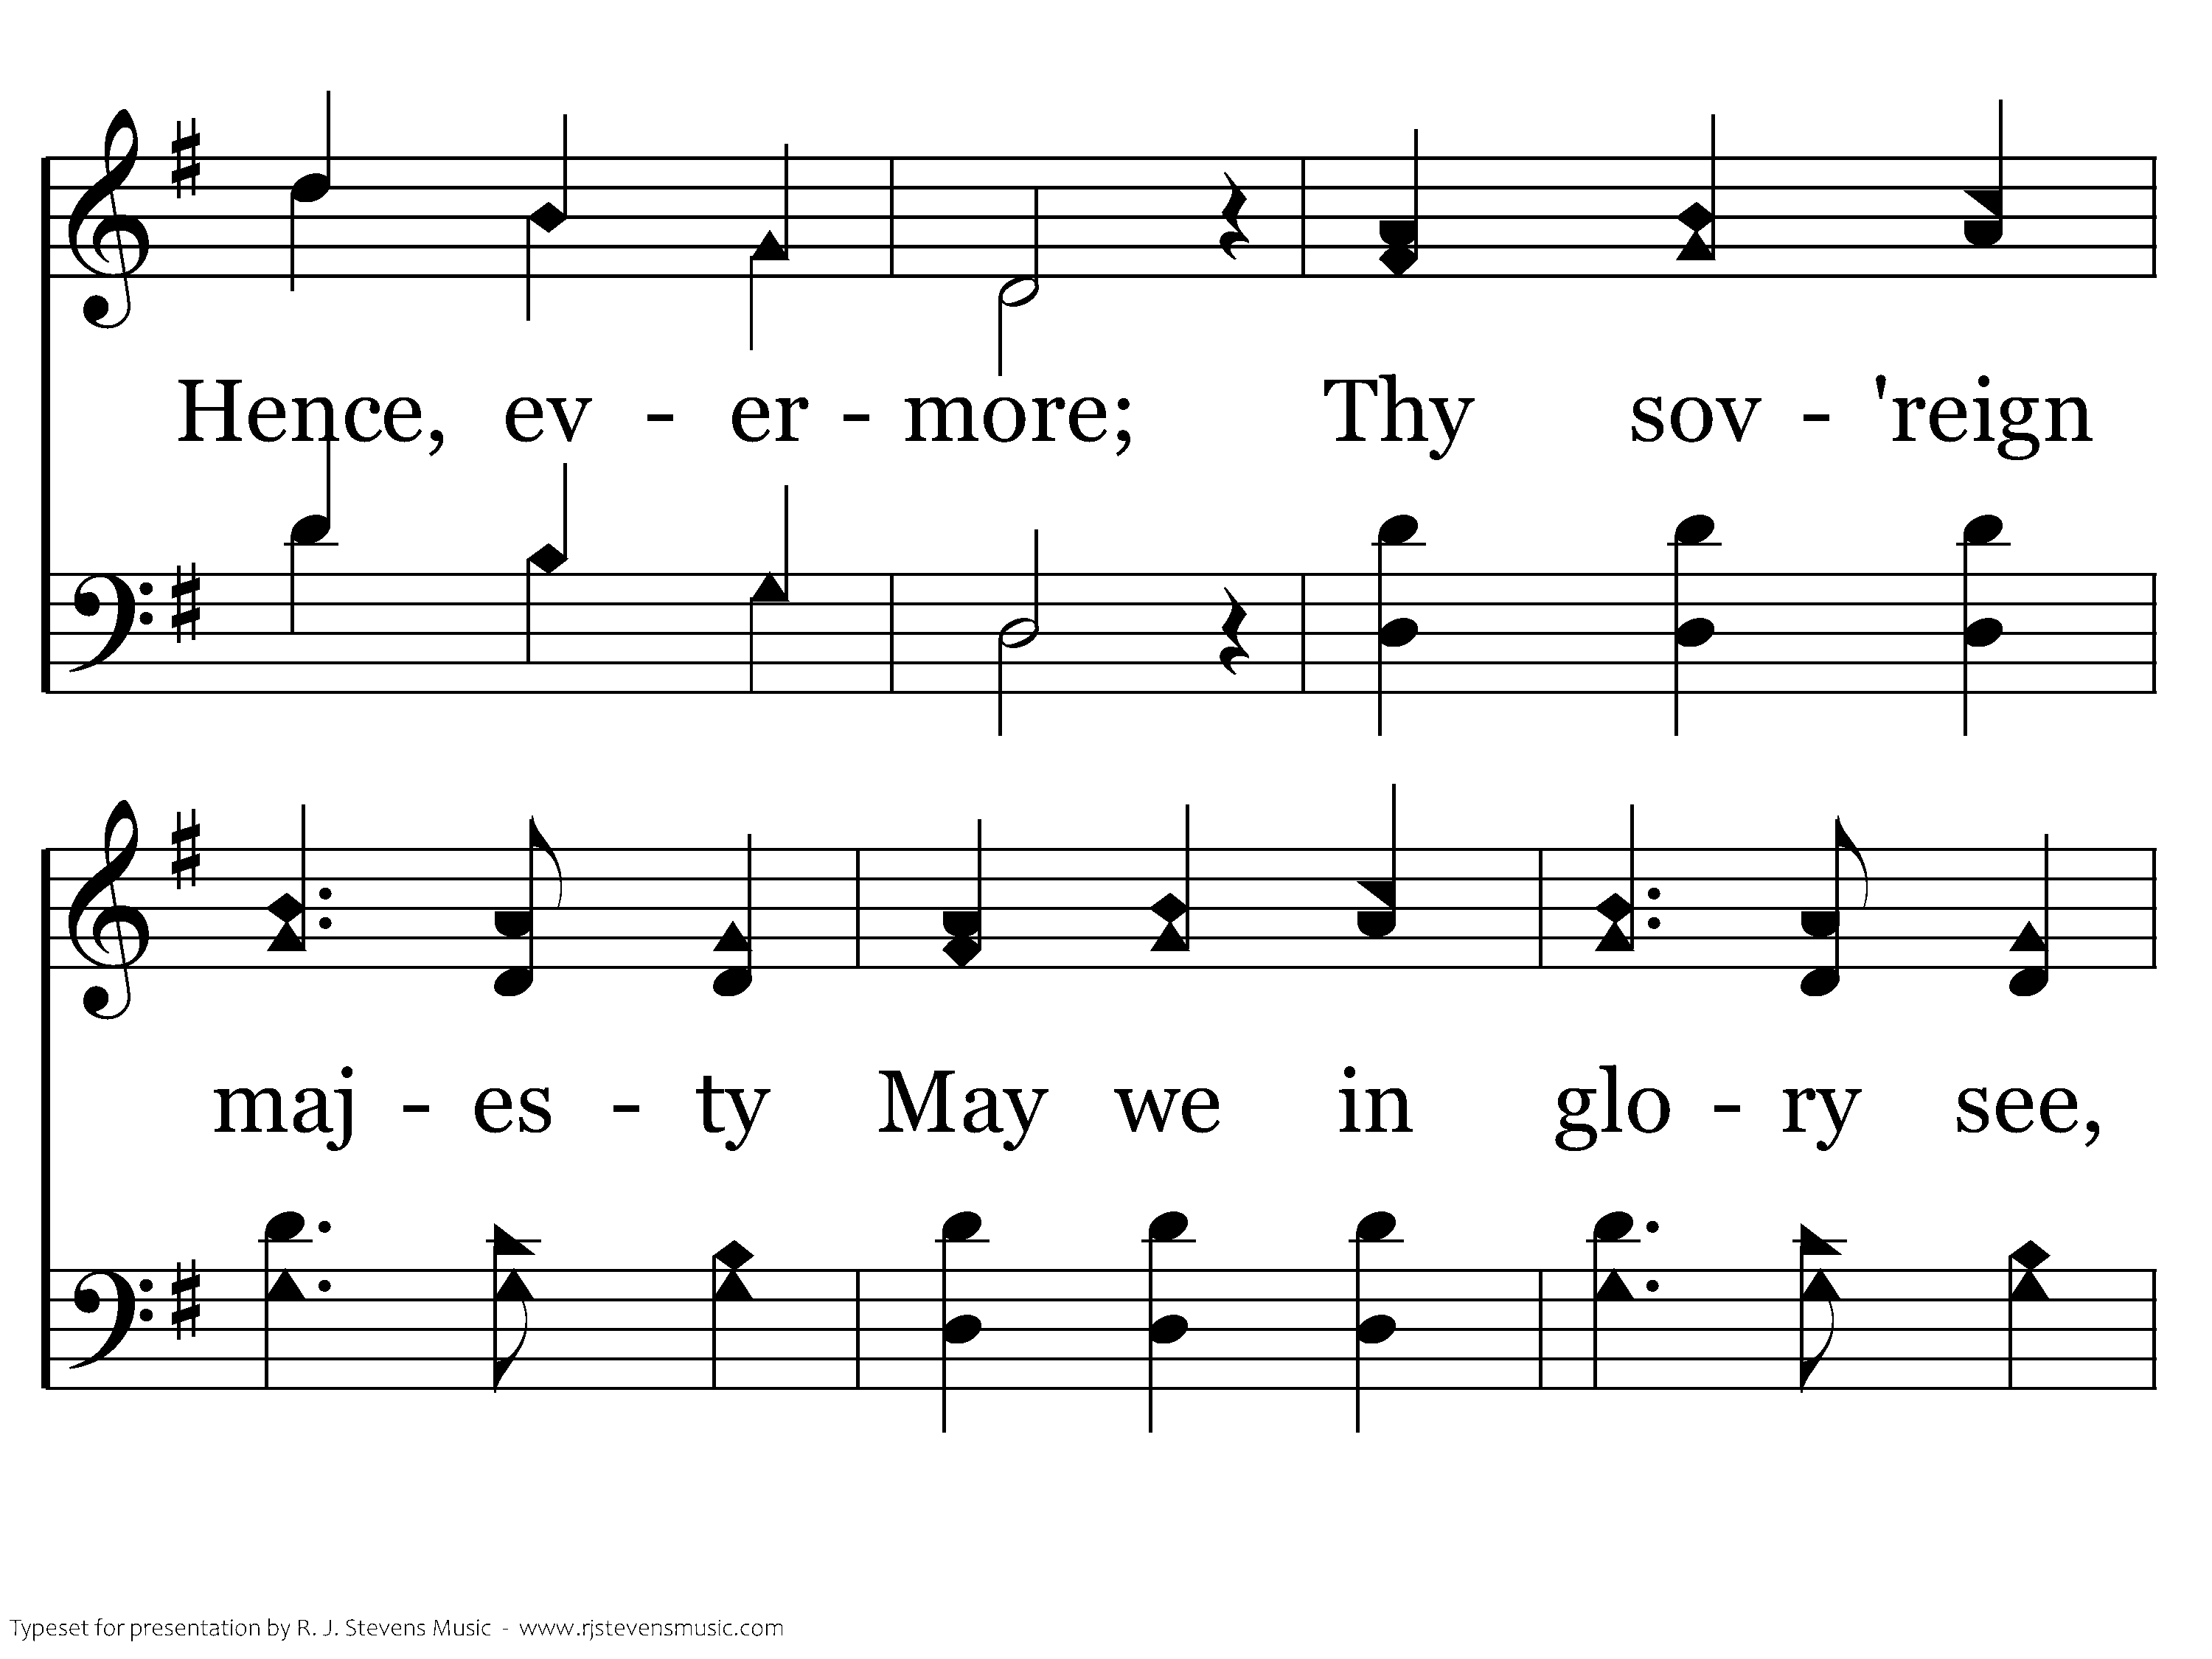 Hence, ev - er - more; Thy sov - 'reign
maj - es - ty May we in glo - ry see,
Typeset for presentation by R. J. Stevens Music - www.rjstevensmusic.com